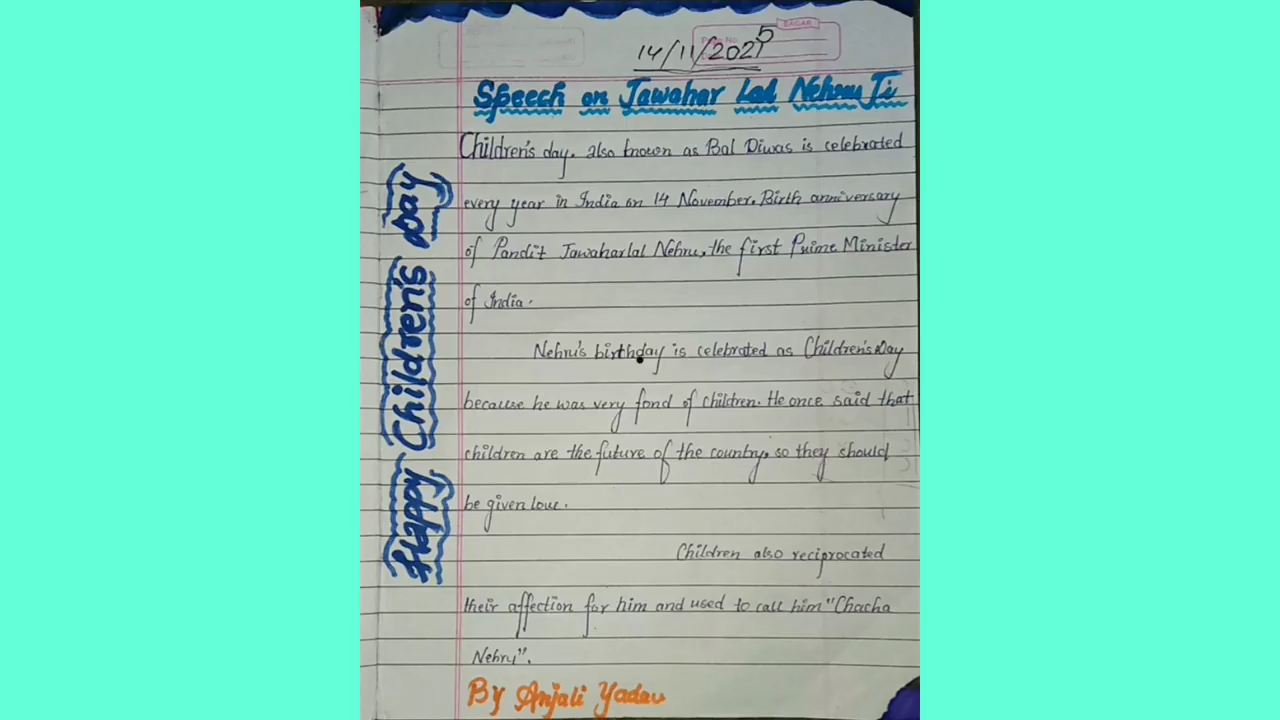 SAGAR
14/11/2025
Speech on Jawahar Lal Nehru Ji
Children's day, also known as Bal Diwas is celebrated
every year in India on 14 November. Birth anniversary
of Pandit Jawaharlal Nehru, the first Prime Minister
of India.
Nehru's birthday is celebrated as Children's Day
because he was very fond of children. He once said that
children are the future of the country, so they should
be given love.
Children also reciprocated
their affection for him and used to call him "Chacha
Nehru".
By Anjali Yadav
Happy Children's Day